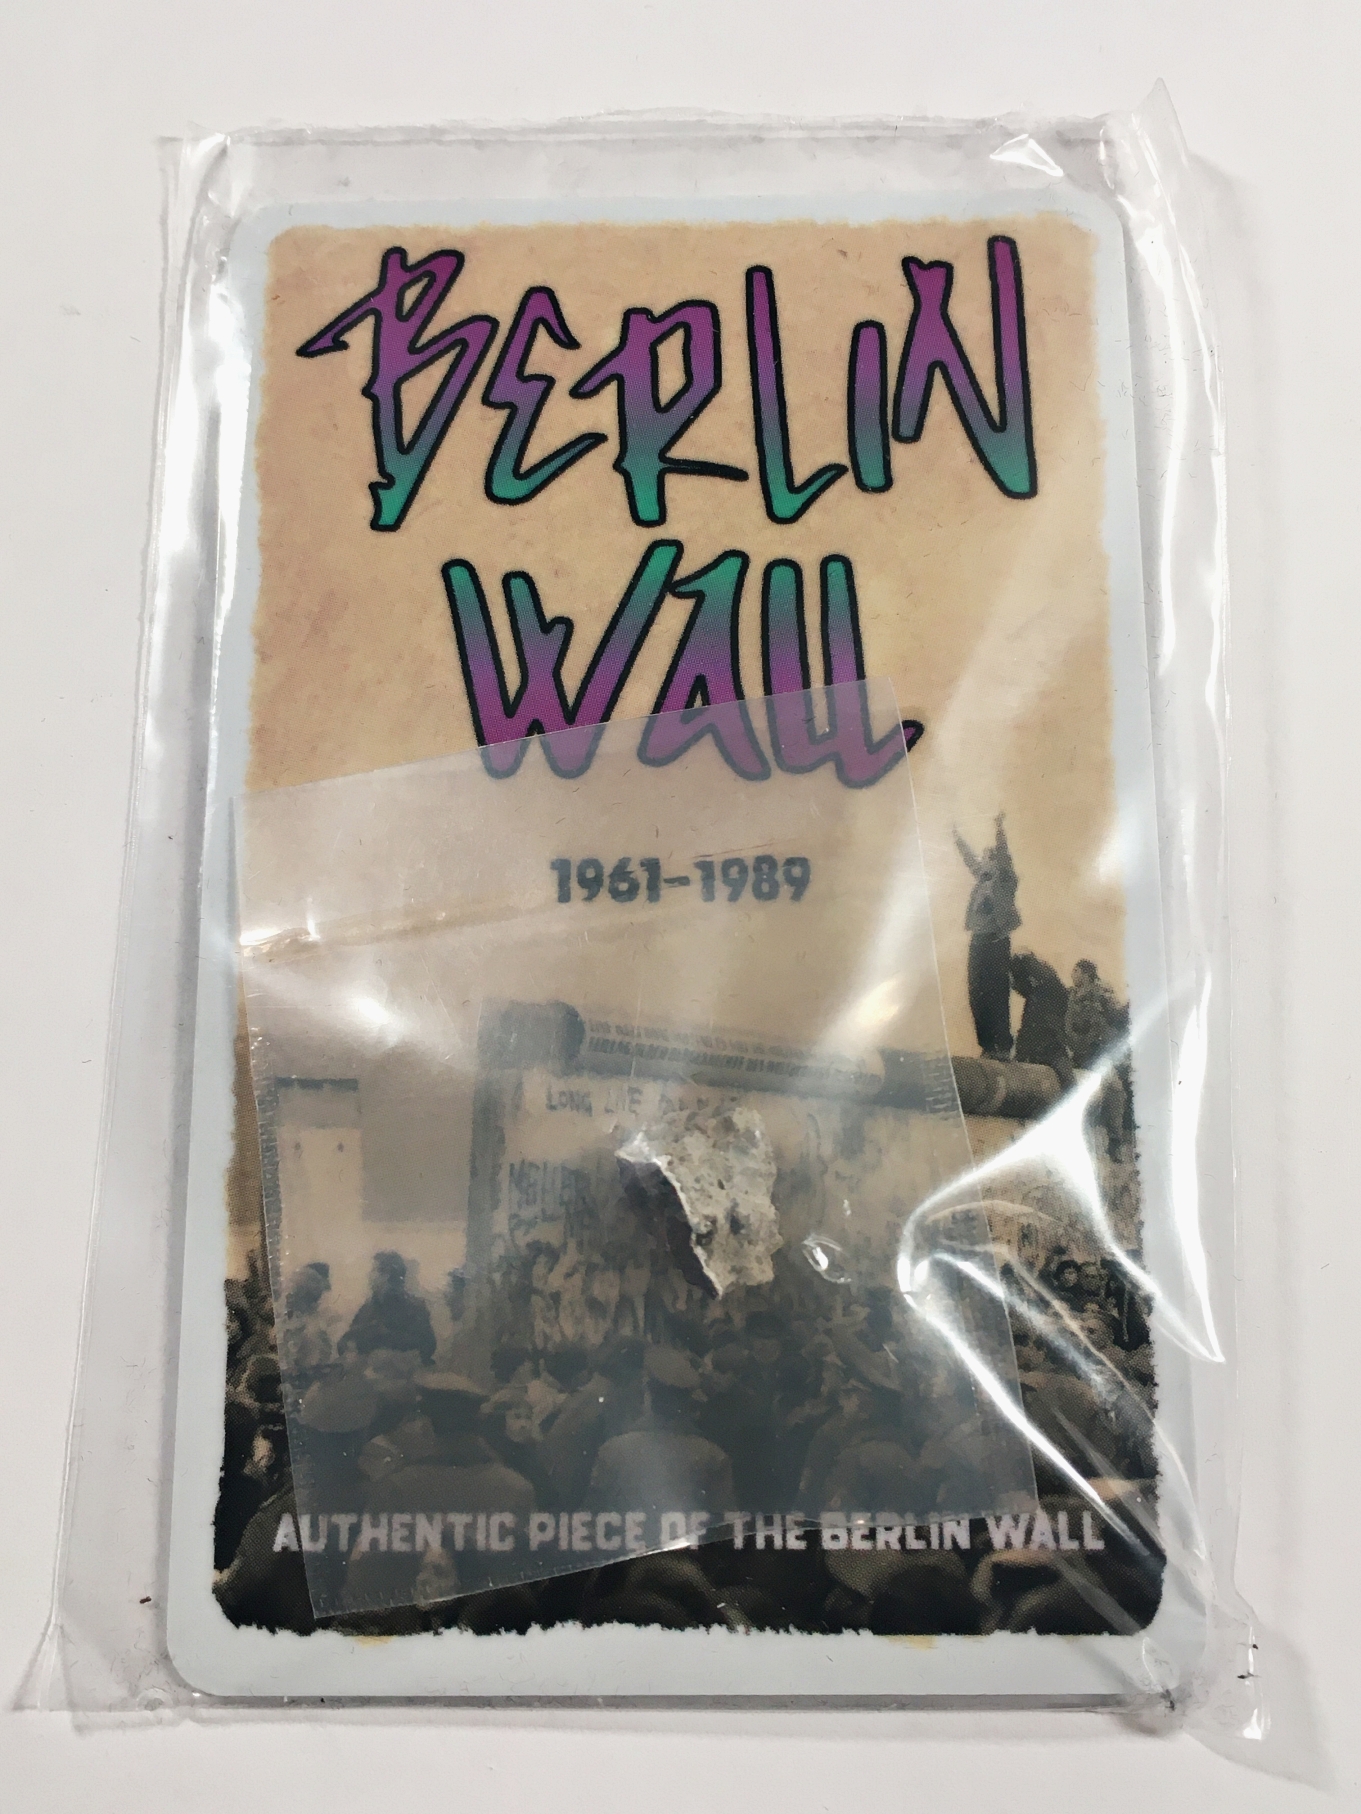 BERLIN
WALL
1961-1989
LONG LIVE
AUTHENTIC PIECE OF THE BERLIN WALL